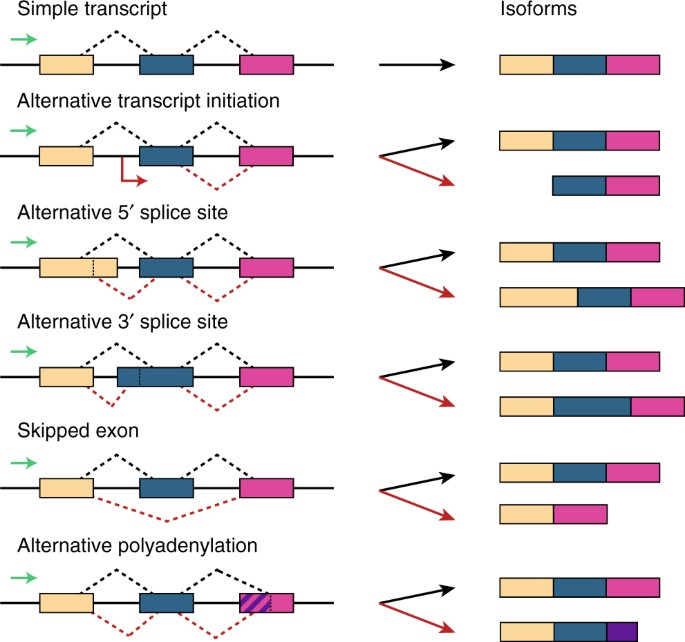 Simple transcript
Isoforms
Alternative transcript initiation
Alternative 5′ splice site
Alternative 3′ splice site
Skipped exon
Alternative polyadenylation